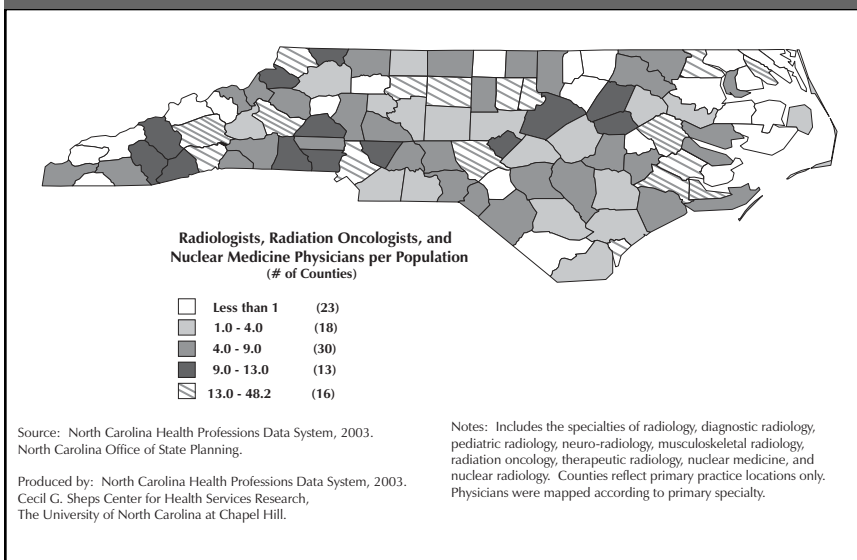 Radiologists, Radiation Oncologists, and
Nuclear Medicine Physicians per Population
(# of Counties)
Less than 1 (23)
1.0 - 4.0 (18)
4.0 - 9.0 (30)
9.0 - 13.0 (13)
13.0 - 48.2 (16)
Source: North Carolina Health Professions Data System, 2003.
North Carolina Office of State Planning.
Produced by: North Carolina Health Professions Data System, 2003.
Cecil G. Sheps Center for Health Services Research,
The University of North Carolina at Chapel Hill.
Notes: Includes the specialties of radiology, diagnostic radiology,
pediatric radiology, neuro-radiology, musculoskeletal radiology,
radiation oncology, therapeutic radiology, nuclear medicine, and
nuclear radiology. Counties reflect primary practice locations only.
Physicians were mapped according to primary specialty.